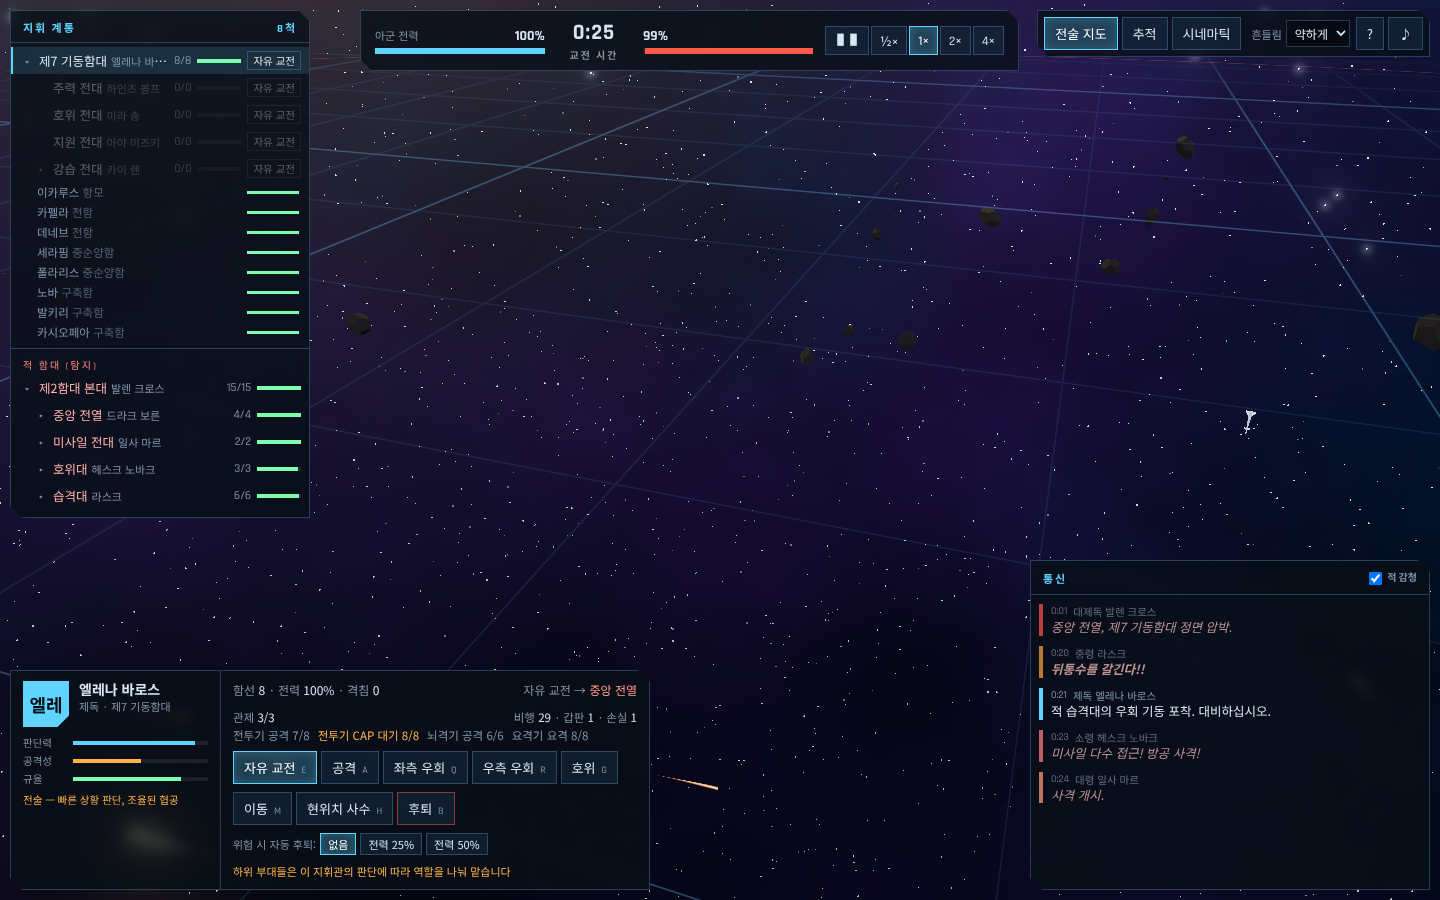 지휘 계통 8척
제7 기동함대 엘레나 바… 8/8 자유 교전
주력 전대 하인츠 볼프 0/0 자유 교전
호위 전대 미라 송 0/0 자유 교전
지원 전대 아야 미즈키 0/0 자유 교전
강습 전대 카이 렌 0/0 자유 교전
이카루스 항모
카펠라 전함
데네브 전함
세라핌 중순양함
폴라리스 중순양함
노바 구축함
발키리 구축함
카시오페아 구축함
적 함대 (탐지)
제2함대 본대 발렌 크로스 15/15
중앙 전열 드라크 보른 4/4
미사일 전대 일사 마르 2/2
호위대 헤스크 노바크 3/3
습격대 라스크 6/6
아군 전력 100% 0:25 99%
교전 시간
½× 1× 2× 4×
전술 지도 추적 시네마틱 흔들림 약하게 ? ♪
통신 적 감청
0:01 대제독 발렌 크로스
중앙 전열, 제7 기동함대 정면 압박.
0:20 중령 라스크
뒤통수를 갈긴다!!
0:21 제독 엘레나 바로스
적 습격대의 우회 기동 포착. 대비하십시오.
0:23 소령 헤스크 노바크
미사일 다수 접근! 방공 사격!
0:24 대령 일사 마르
사격 개시.
엘레 엘레나 바로스
제독 · 제7 기동함대
판단력
공격성
규율
전술 — 빠른 상황 판단, 조율된 협공
함선 8 · 전력 100% · 격침 0 자유 교전 → 중앙 전열
관제 3/3 비행 29 · 갑판 1 · 손실 1
전투기 공격 7/8 전투기 CAP 대기 8/8 뇌격기 공격 6/6 요격기 요격 8/8
자유 교전 E 공격 A 좌측 우회 Q 우측 우회 R 호위 G
이동 M 현위치 사수 H 후퇴 B
위험 시 자동 후퇴: 없음 전력 25% 전력 50%
하위 부대들은 이 지휘관의 판단에 따라 역할을 나눠 맡습니다